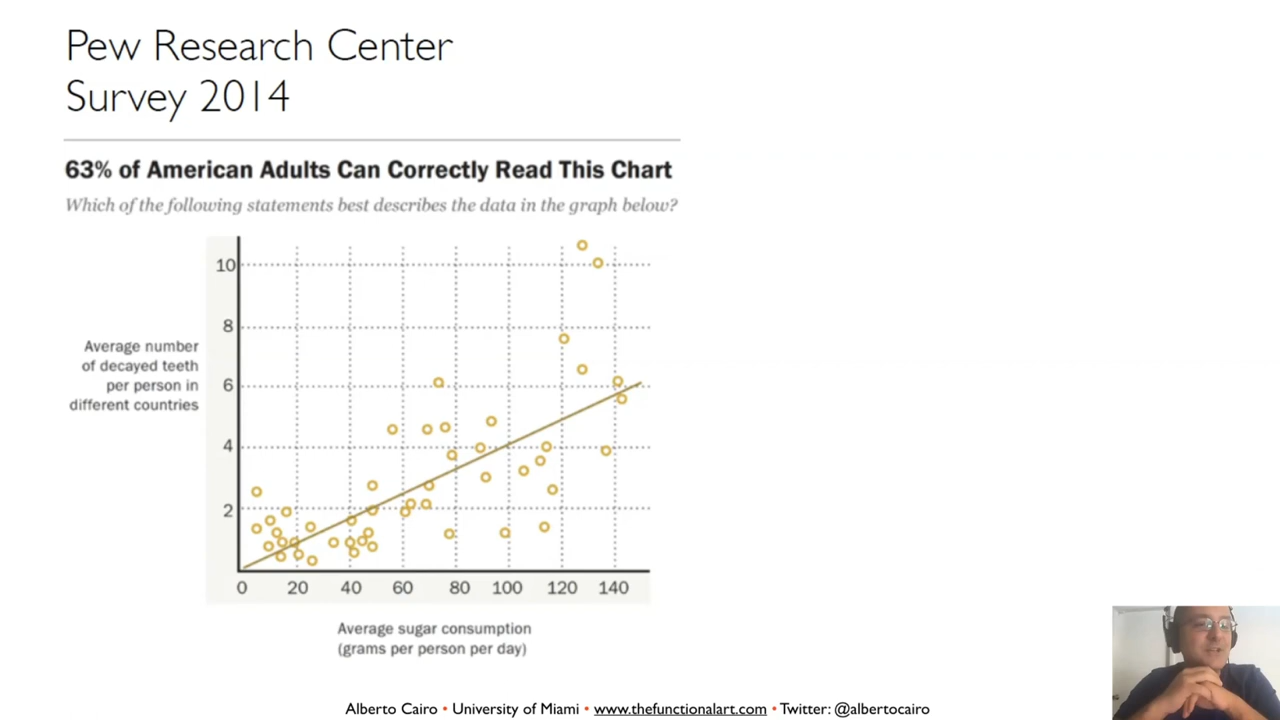 Pew Research Center
Survey 2014
63% of American Adults Can Correctly Read This Chart
Which of the following statements best describes the data in the graph below?
10
8
6
4
2
Average number
of decayed teeth
per person in
different countries
0 20 40 60 80 100 120 140
Average sugar consumption
(grams per person per day)
Alberto Cairo • University of Miami • www.thefunctionalart.com • Twitter: @albertocairo